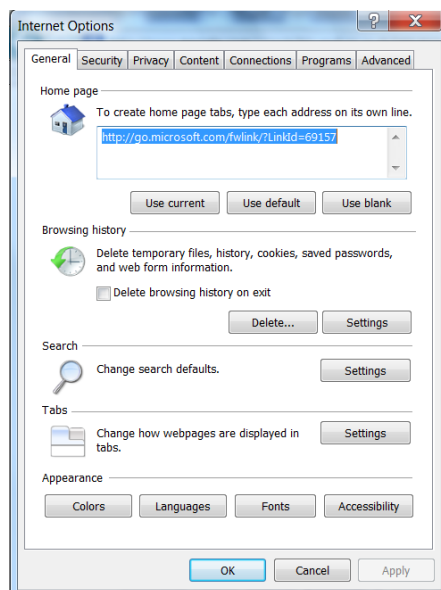 Internet Options
General Security Privacy Content Connections Programs Advanced
Home page
To create home page tabs, type each address on its own line.
http://go.microsoft.com/fwlink/?LinkId=69157
Use current Use default Use blank
Browsing history
Delete temporary files, history, cookies, saved passwords,
and web form information.
Delete browsing history on exit
Delete... Settings
Search
Change search defaults. Settings
Tabs
Change how webpages are displayed in Settings
tabs.
Appearance
Colors Languages Fonts Accessibility
OK Cancel Apply